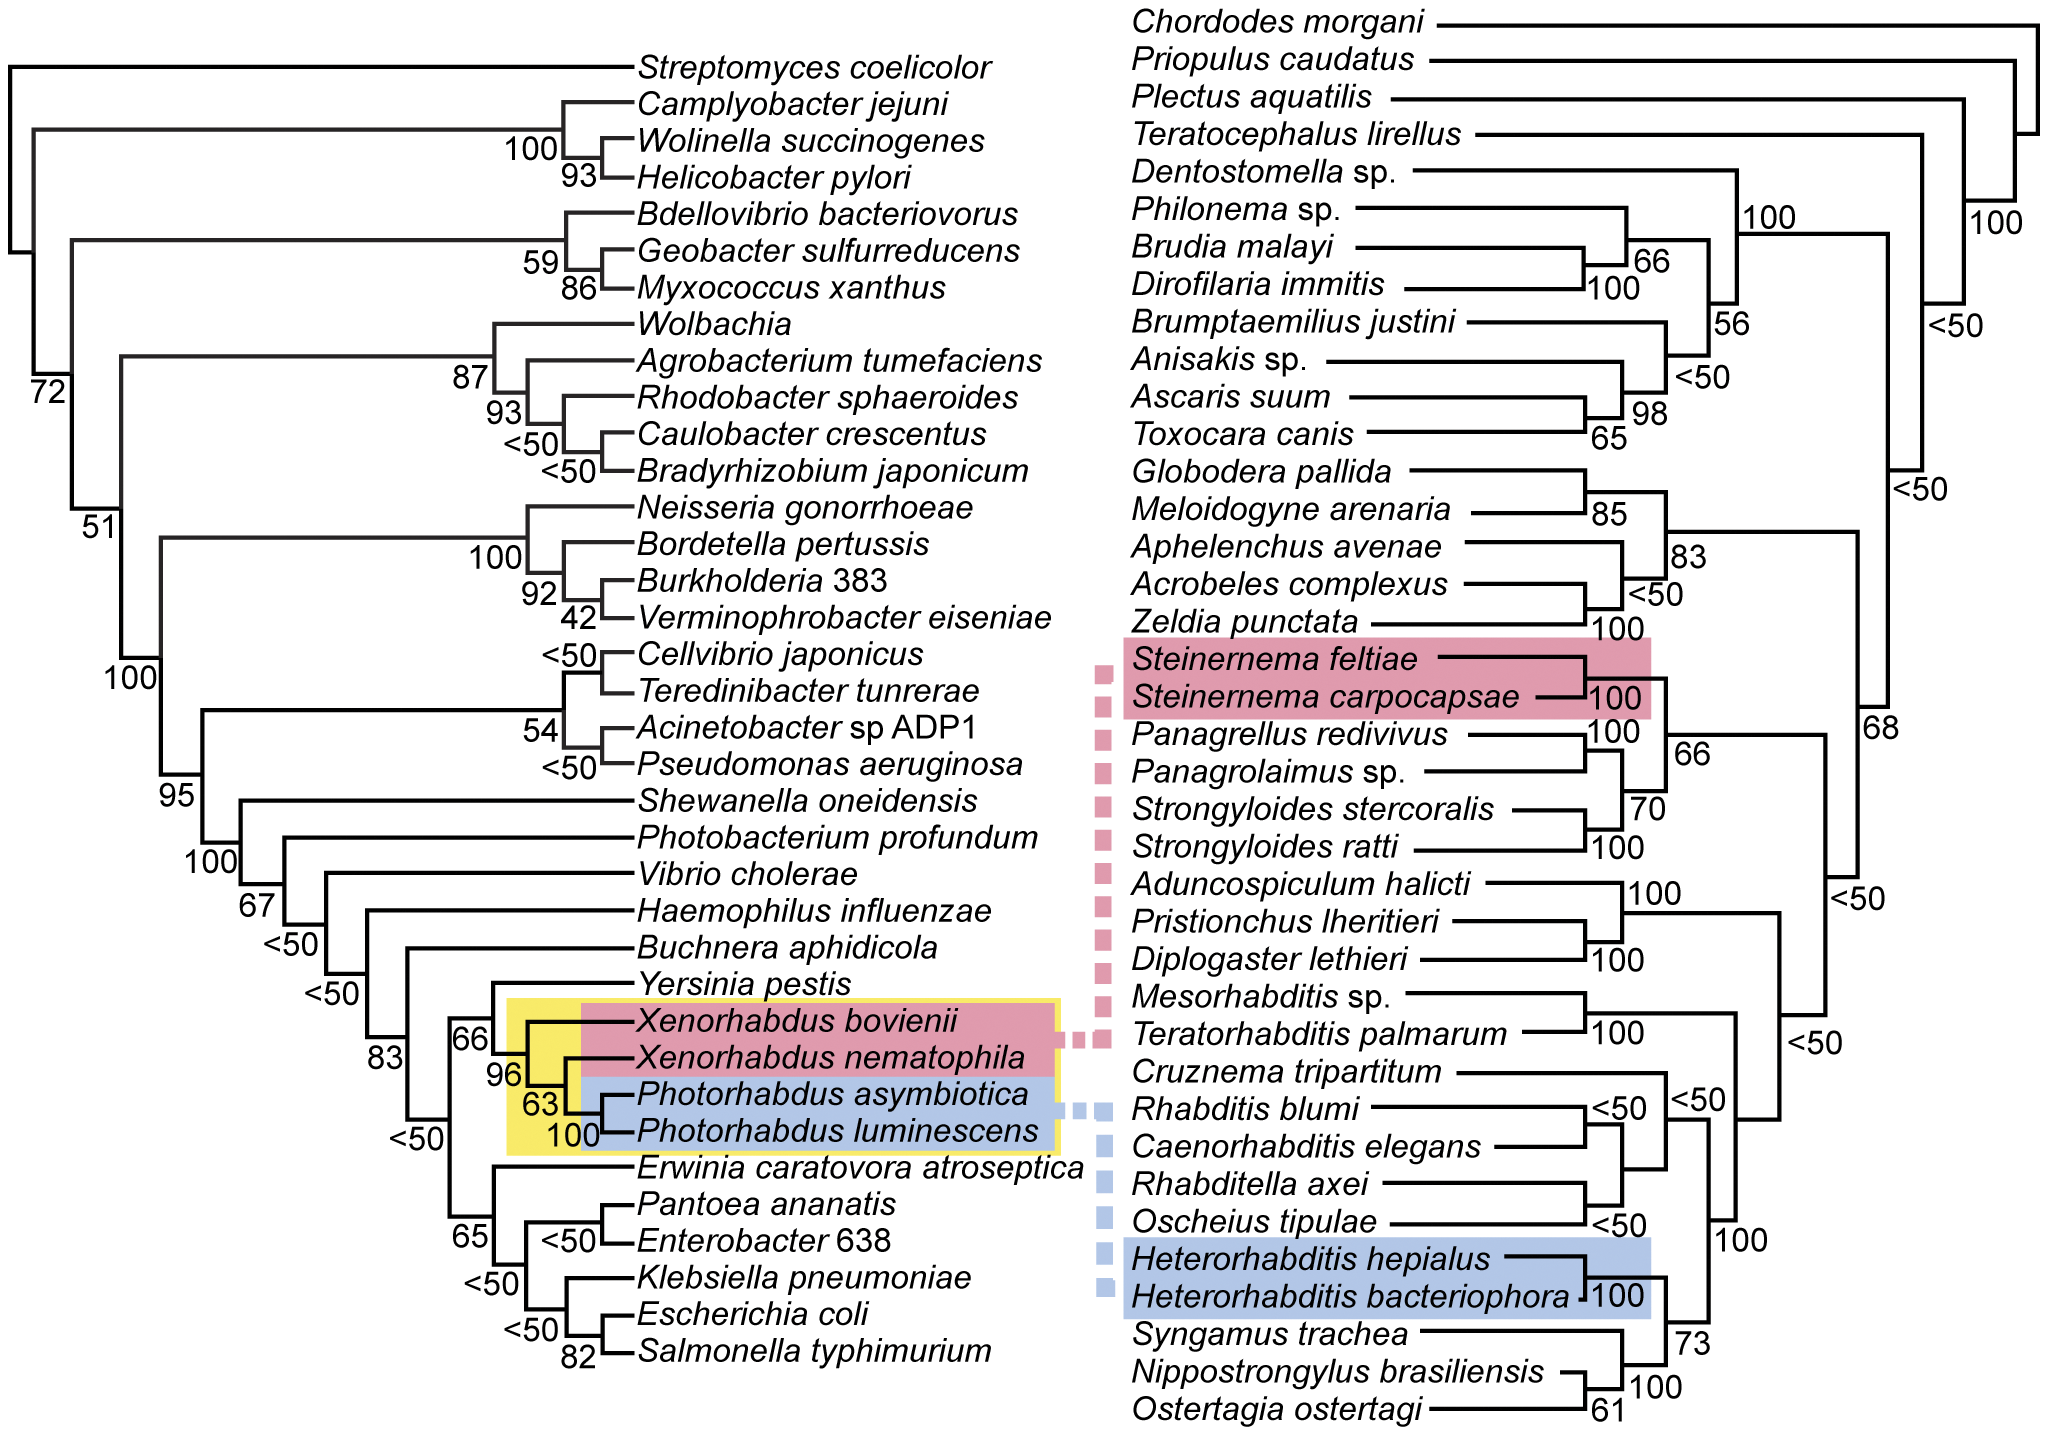 Streptomyces coelicolor
Camplyobacter jejuni
Wolinella succinogenes
100
93
Helicobacter pylori
Bdellovibrio bacteriovorus
Geobacter sulfurreducens
59
86
Myxococcus xanthus
Wolbachia
Agrobacterium tumefaciens
87
72
Rhodobacter sphaeroides
93
Caulobacter crescentus
<50
<50
Bradyrhizobium japonicum
Neisseria gonorrhoeae
51
Bordetella pertussis
100
Burkholderia 383
92
42
Verminophrobacter eiseniae
<50
Cellvibrio japonicus
100
Teredinibacter tunrerae
Acinetobacter sp ADP1
54
<50
Pseudomonas aeruginosa
95
Shewanella oneidensis
Photobacterium profundum
100
Vibrio cholerae
67
Haemophilus influenzae
<50
Buchnera aphidicola
Yersinia pestis
<50
Xenorhabdus bovienii
66
83
Xenorhabdus nematophila
96
Photorhabdus asymbiotica
63
100
Photorhabdus luminescens
<50
Erwinia caratovora atroseptica
Pantoea ananatis
65
<50
Enterobacter 638
Klebsiella pneumoniae
<50
Escherichia coli
<50
82
Salmonella typhimurium
Chordodes morgani
Priopulus caudatus
Plectus aquatilis
Teratocephalus lirellus
Dentostomella sp.
Philonema sp.
100
100
Brudia malayi
66
Dirofilaria immitis
100
Brumptaemilius justini
56
<50
Anisakis sp.
<50
Ascaris suum
98
Toxocara canis
65
Globodera pallida
<50
Meloidogyne arenaria
85
Aphelenchus avenae
83
Acrobeles complexus
<50
Zeldia punctata
100
Steinernema feltiae
Steinernema carpocapsae
100
Panagrellus redivivus
100
68
66
Panagrolaimus sp.
Strongyloides stercoralis
70
Strongyloides ratti
100
Aduncospiculum halicti
100
<50
Pristionchus lheritieri
Diplogaster lethieri
100
Mesorhabditis sp.
Teratorhabditis palmarum
100
<50
Cruznema tripartitum
<50
Rhabditis blumi
<50
Caenorhabditis elegans
Rhabditella axei
Oscheius tipulae
<50
100
Heterorhabditis hepialus
Heterorhabditis bacteriophora
100
Syngamus trachea
73
Nippostrongylus brasiliensis
100
Ostertagia ostertagi
61